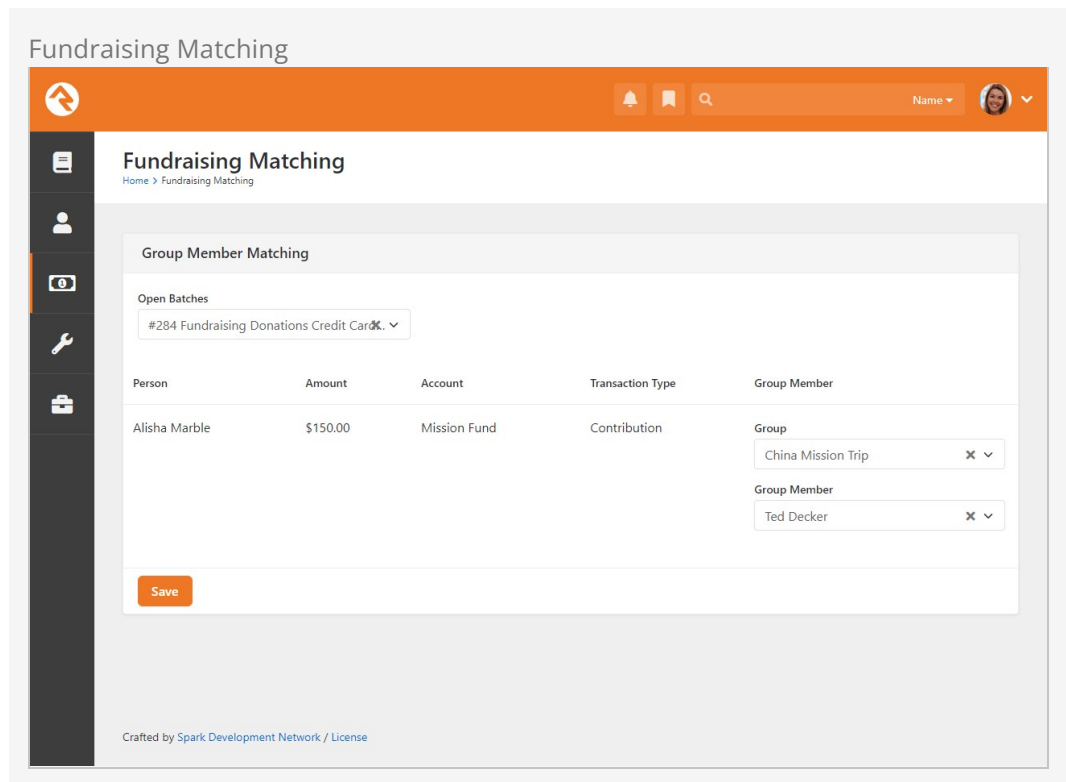 Fundraising Matching
Name
Fundraising Matching
Home > Fundraising Matching
Group Member Matching
Open Batches
#284 Fundraising Donations Credit Card...
Person Amount Account Transaction Type Group Member
Alisha Marble $150.00 Mission Fund Contribution Group
China Mission Trip
Group Member
Ted Decker
Save
Crafted by Spark Development Network / License